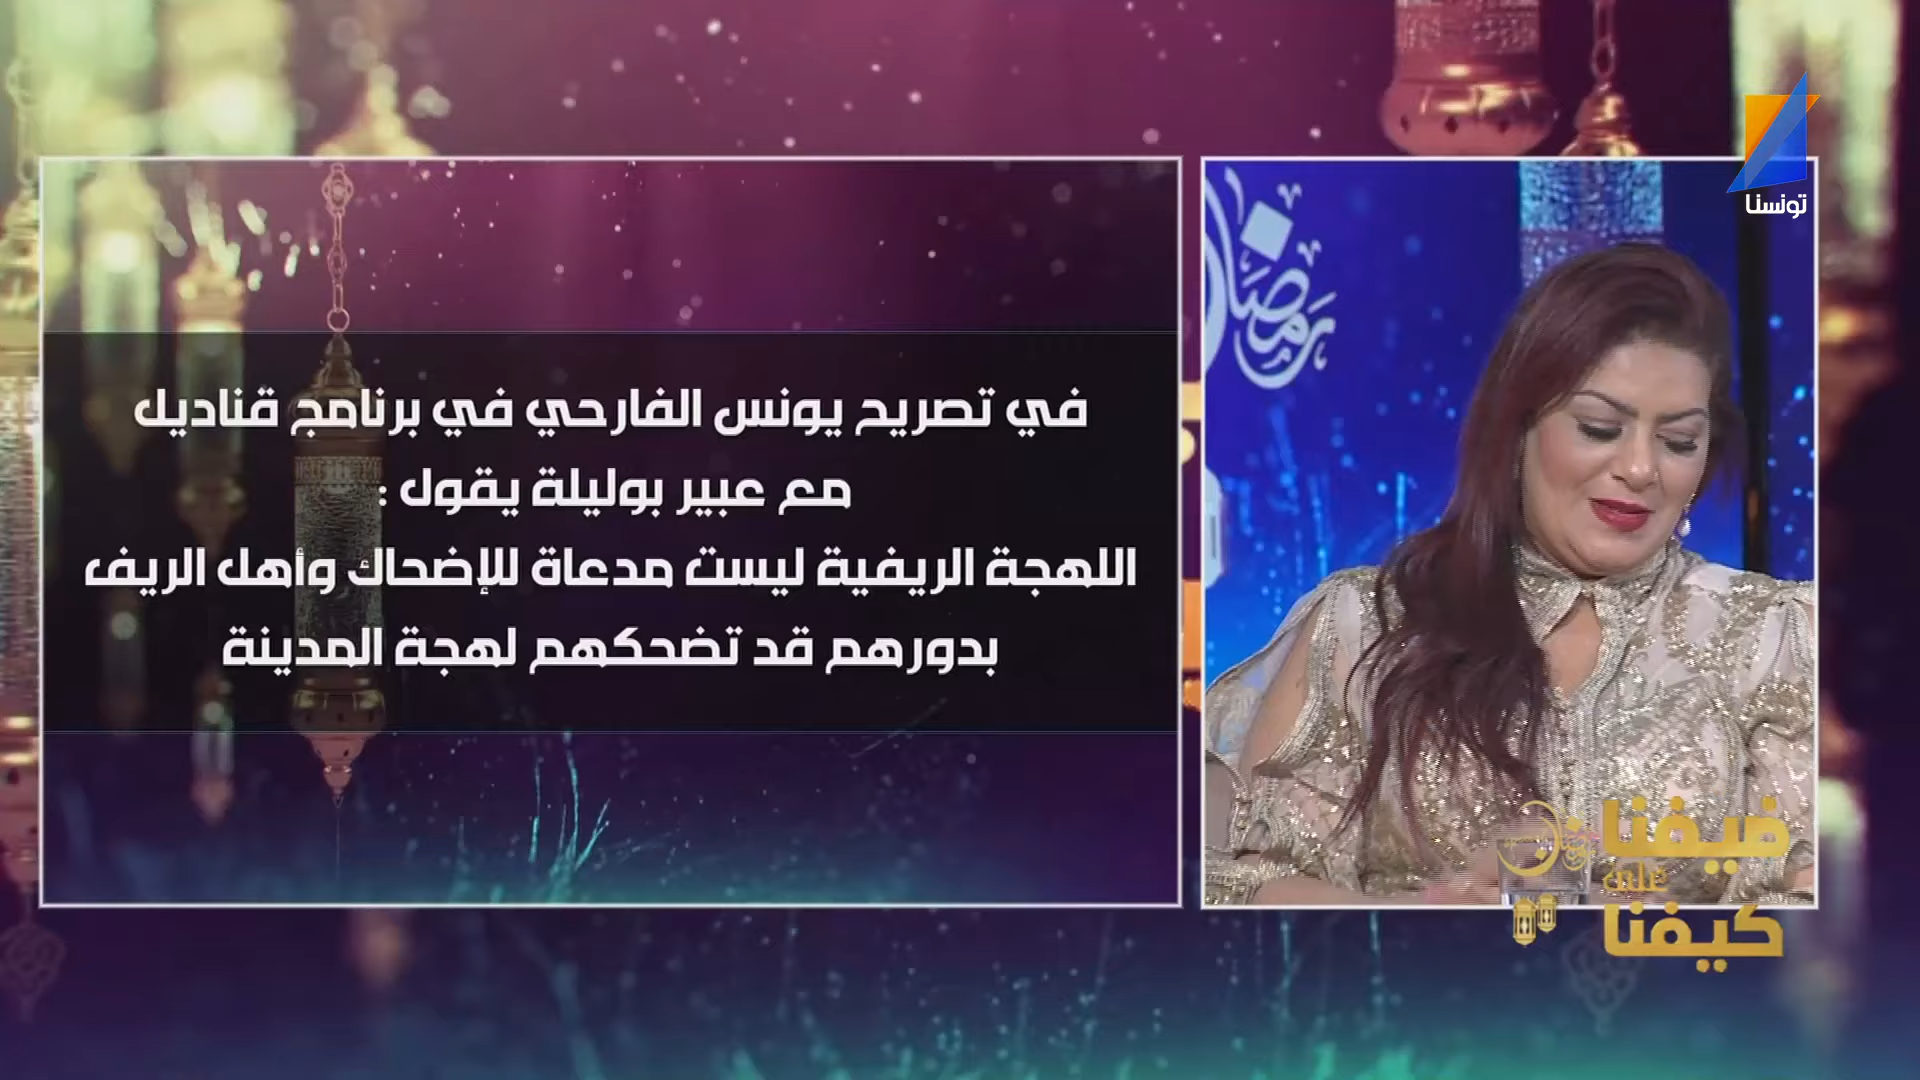 تونسنا
رمضان
في تصريح يونس الفارحي في برنامج قناديل
مع عبير بوليلة يقول :
اللهجة الريفية ليست مدعاة للإضحاك وأهل الريف
بدورهم قد تضحكهم لهجة المدينة
ضيفنا
على
كيفنا